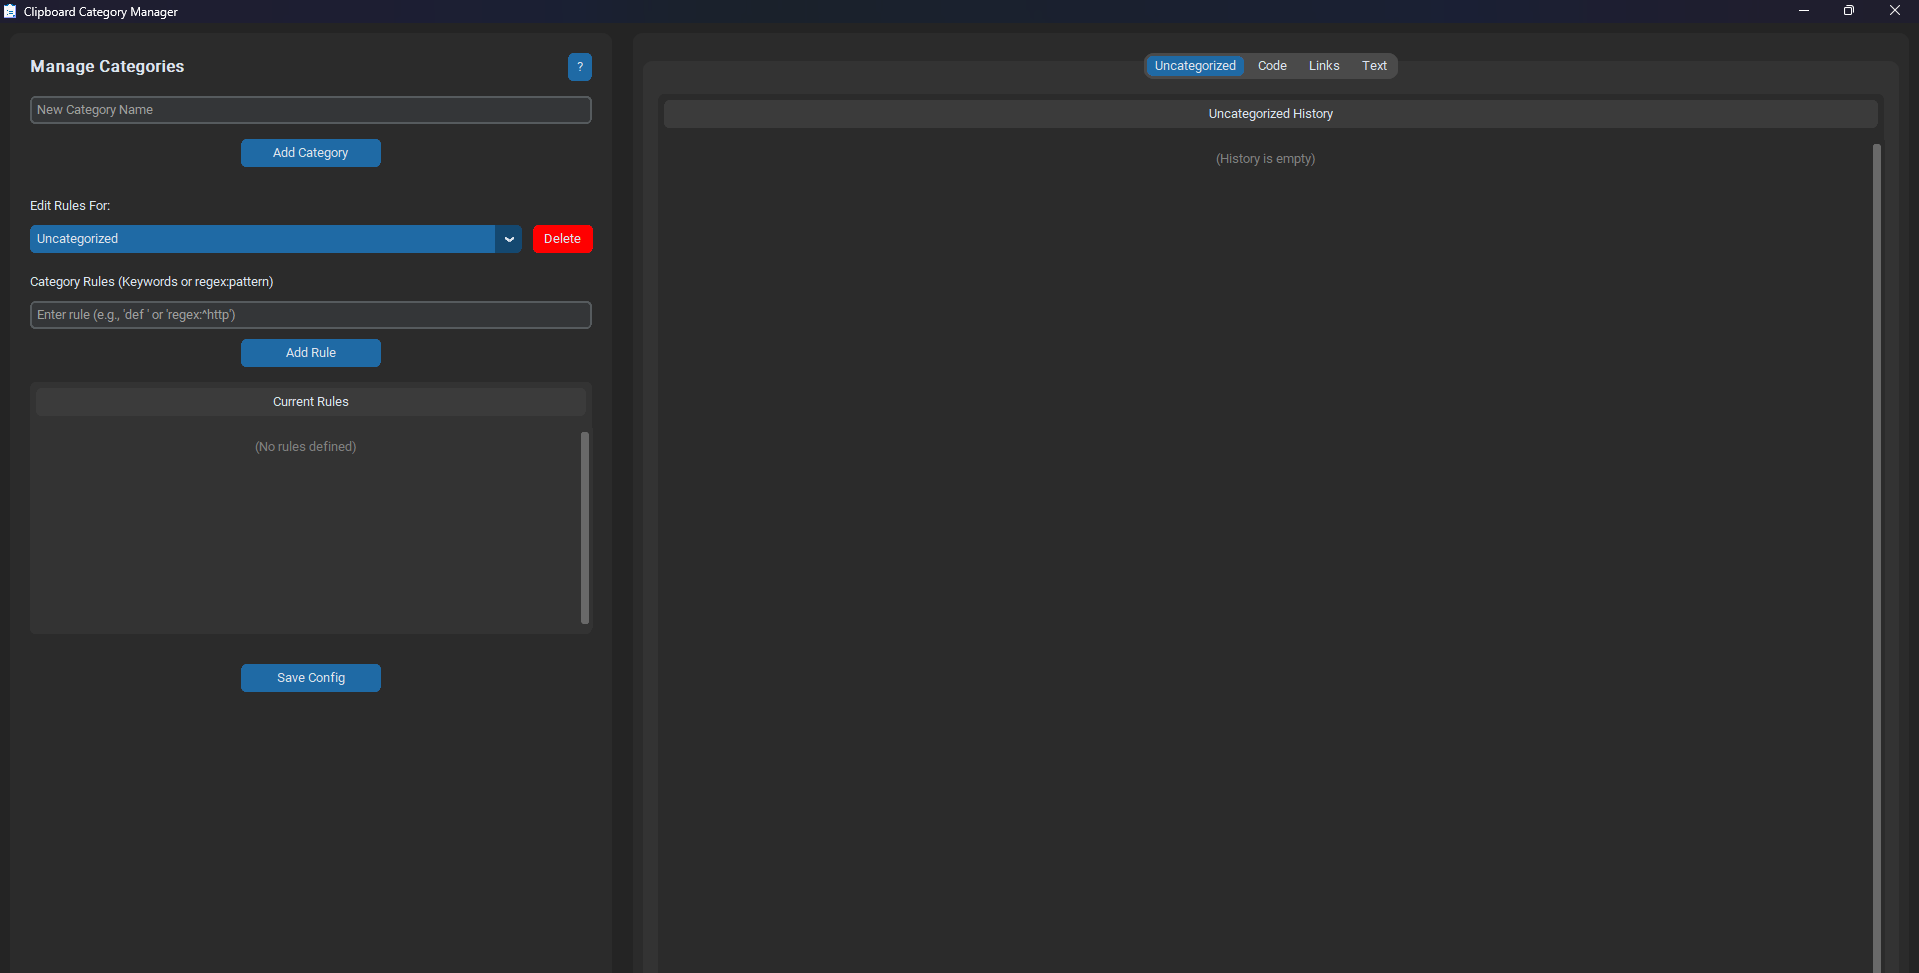 Clipboard Category Manager
Manage Categories
?
New Category Name
Add Category
Edit Rules For:
Uncategorized
Delete
Category Rules (Keywords or regex:pattern)
Enter rule (e.g., 'def ' or 'regex:^http')
Add Rule
Current Rules
(No rules defined)
Save Config
Uncategorized Code Links Text
Uncategorized History
(History is empty)